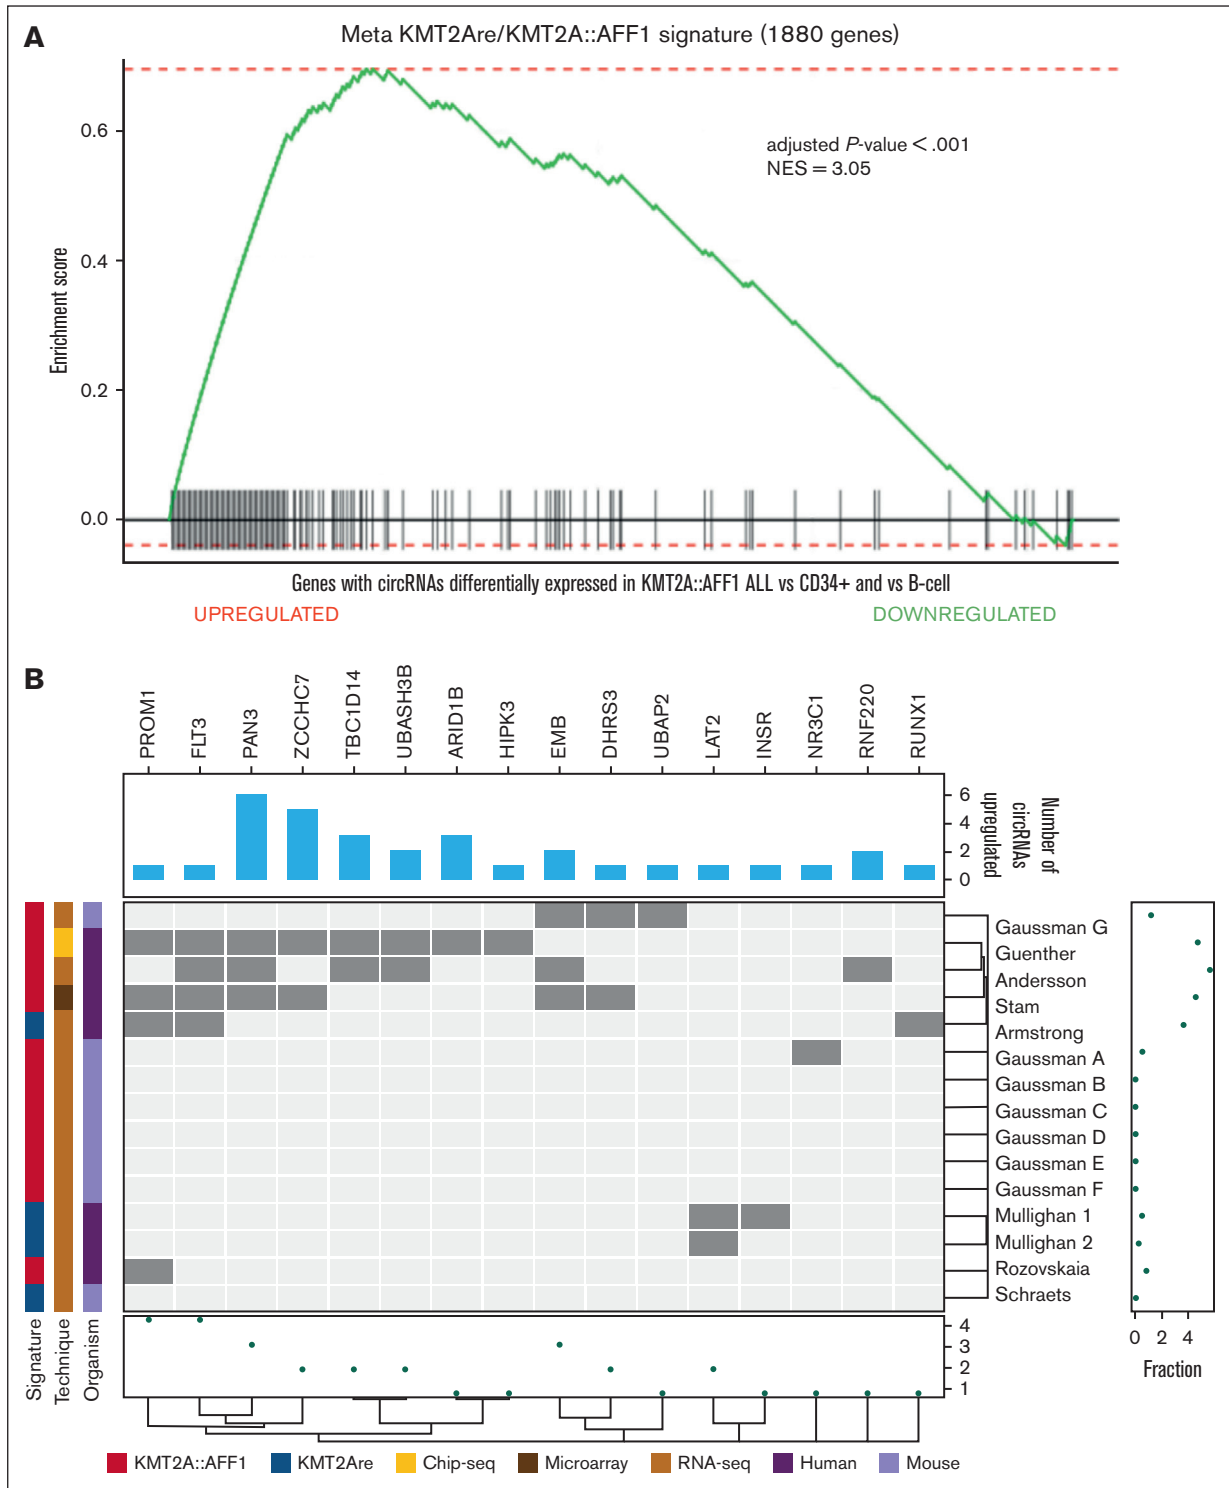 A
Meta KMT2Are/KMT2A::AFF1 signature (1880 genes)
adjusted P-value < .001
NES = 3.05
Enrichment score
0.6
0.4
0.2
0.0
Genes with circRNAs differentially expressed in KMT2A::AFF1 ALL vs CD34+ and vs B-cell
UPREGULATED
DOWNREGULATED
B
PROM1
FLT3
PAN3
ZCCHC7
TBC1D14
UBASH3B
ARID1B
HIPK3
EMB
DHRS3
UBAP2
LAT2
INSR
NR3C1
RNF220
RUNX1
6
4
2
0
Number of
circRNAs
upregulated
Gaussman G
Guenther
Andersson
Stam
Armstrong
Gaussman A
Gaussman B
Gaussman C
Gaussman D
Gaussman E
Gaussman F
Mullighan 1
Mullighan 2
Rozovskaia
Schraets
0 2 4
Fraction
Signature
Technique
Organism
4
3
2
1
KMT2A::AFF1
KMT2Are
Chip-seq
Microarray
RNA-seq
Human
Mouse